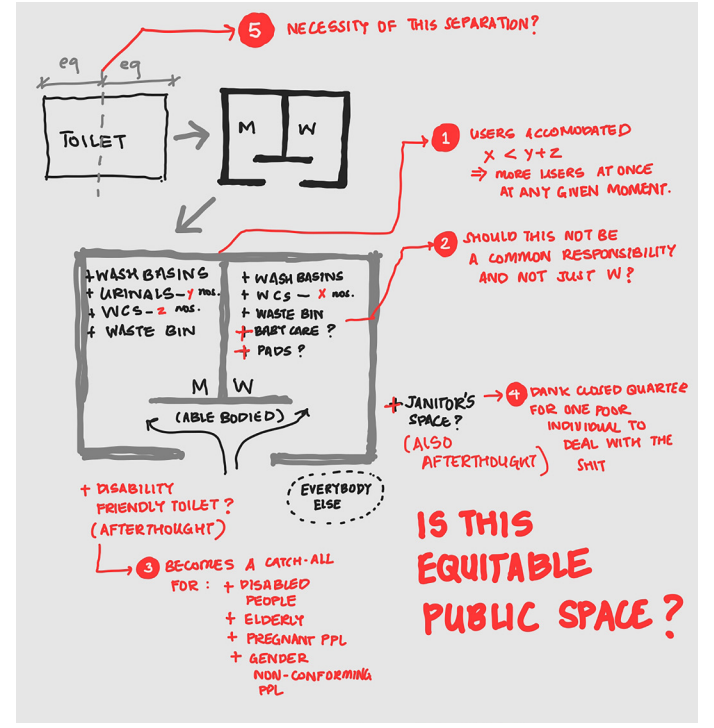 5 NECESSITY OF THIS SEPARATION?
eq eq
TOILET
M W
1 USERS ACCOMODATED
X < Y+Z
⇒ MORE USERS AT ONCE
AT ANY GIVEN MOMENT.
2 SHOULD THIS NOT BE
A COMMON RESPONSIBILITY
AND NOT JUST W?
+ WASH BASINS
+ URINALS - Y nos.
+ WCS - Z nos.
+ WASTE BIN
+ WASH BASINS
+ WCS - X nos.
+ WASTE BIN
+ BABY CARE?
+ PADS?
M W
(ABLE BODIED)
+ JANITOR'S
SPACE?
(ALSO
AFTERTHOUGHT)
4 DANK CLOSED QUARTER
FOR ONE POOR
INDIVIDUAL TO
DEAL WITH THE
SHIT
+ DISABILITY
FRIENDLY TOILET?
(AFTERTHOUGHT)
EVERYBODY
ELSE
3 BECOMES A CATCH-ALL
FOR: + DISABLED
PEOPLE
+ ELDERLY
+ PREGNANT PPL
+ GENDER
NON-CONFORMING
PPL
IS THIS
EQUITABLE
PUBLIC SPACE?